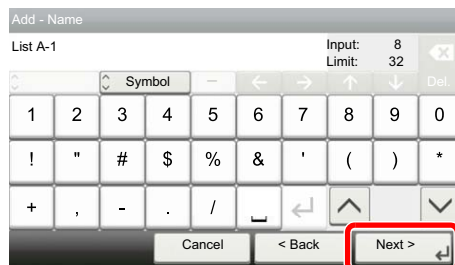 Add - Name
List A-1 Input: 8
Limit: 32
Symbol Del.
1 2 3 4 5 6 7 8 9 0
! " # $ % & ' ( ) *
+ , - . / ␣
Cancel < Back Next >